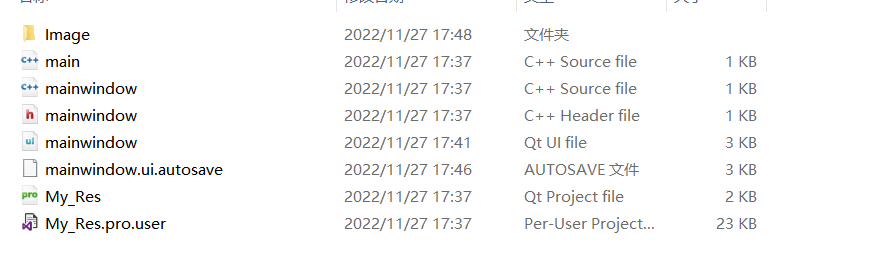 Image 2022/11/27 17:48 文件夹
main 2022/11/27 17:37 C++ Source file 1 KB
mainwindow 2022/11/27 17:37 C++ Source file 1 KB
mainwindow 2022/11/27 17:37 C++ Header file 1 KB
mainwindow 2022/11/27 17:41 Qt UI file 3 KB
mainwindow.ui.autosave 2022/11/27 17:46 AUTOSAVE 文件 3 KB
My_Res 2022/11/27 17:37 Qt Project file 2 KB
My_Res.pro.user 2022/11/27 17:37 Per-User Project... 23 KB